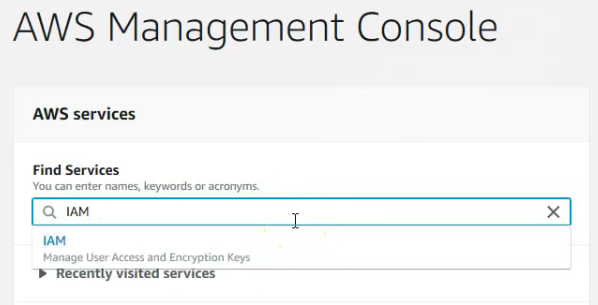 AWS Management Console
AWS services
Find Services
You can enter names, keywords or acronyms.
IAM
IAM
Manage User Access and Encryption Keys
Recently visited services